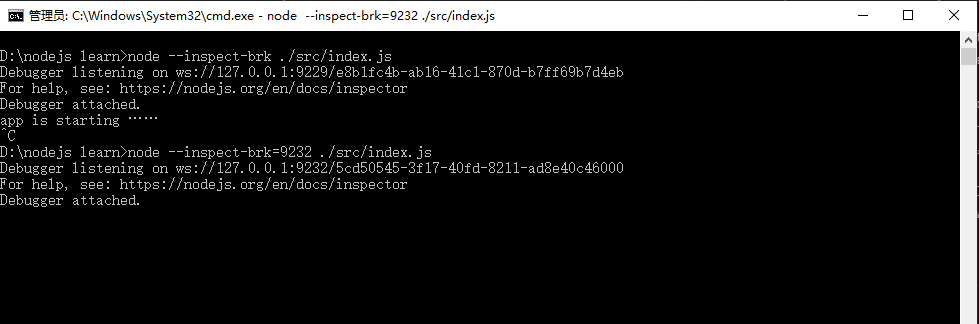 管理员: C:\Windows\System32\cmd.exe - node  --inspect-brk=9232 ./src/index.js
D:\nodejs learn>node --inspect-brk ./src/index.js
Debugger listening on ws://127.0.0.1:9229/e8b1fc4b-ab16-41c1-870d-b7ff69b7d4eb
For help, see: https://nodejs.org/en/docs/inspector
Debugger attached.
app is starting ……
^C
D:\nodejs learn>node --inspect-brk=9232 ./src/index.js
Debugger listening on ws://127.0.0.1:9232/5cd50545-3f17-40fd-8211-ad8e40c46000
For help, see: https://nodejs.org/en/docs/inspector
Debugger attached.